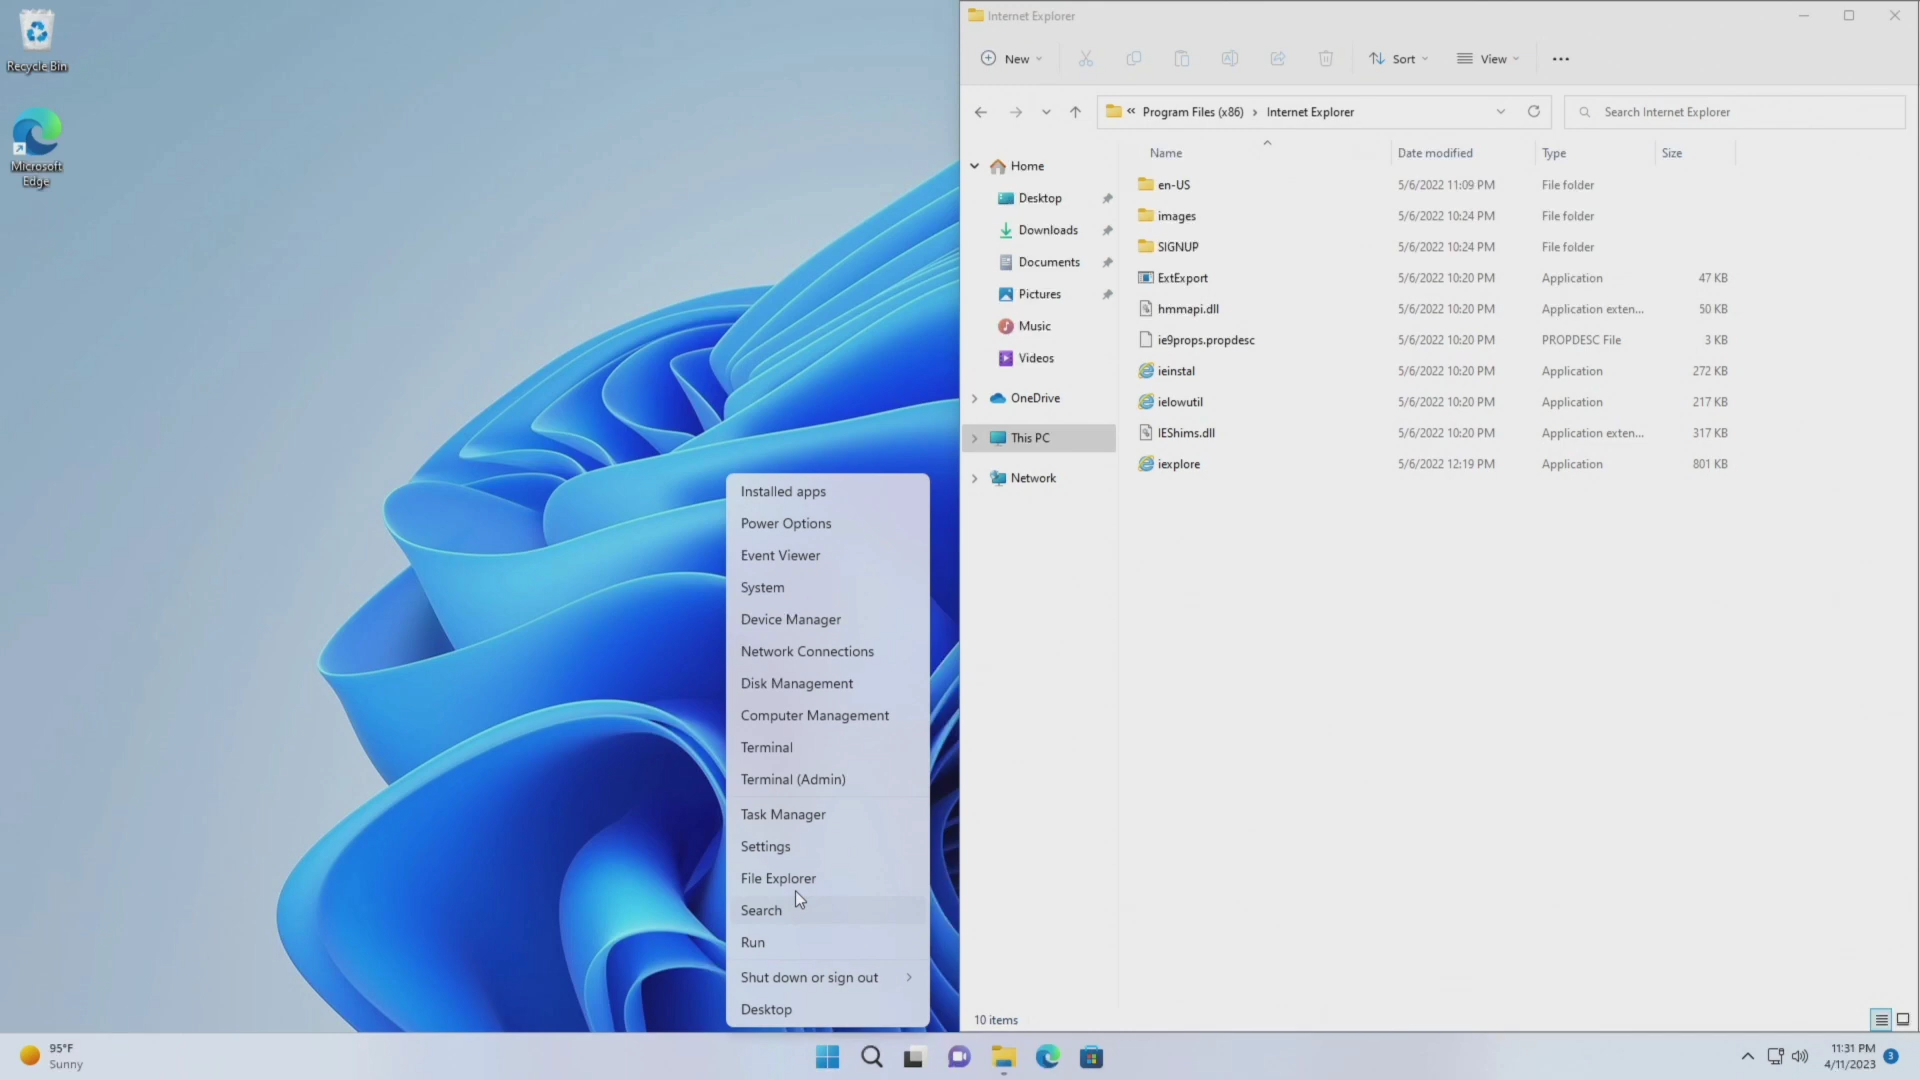 Recycle Bin
Microsoft
Edge
Internet Explorer
New
Sort
View
« Program Files (x86) › Internet Explorer
Search Internet Explorer
Home
Desktop
Downloads
Documents
Pictures
Music
Videos
OneDrive
This PC
Network
Name Date modified Type Size
en-US 5/6/2022 11:09 PM File folder
images 5/6/2022 10:24 PM File folder
SIGNUP 5/6/2022 10:24 PM File folder
ExtExport 5/6/2022 10:20 PM Application 47 KB
hmmapi.dll 5/6/2022 10:20 PM Application exten... 50 KB
ie9props.propdesc 5/6/2022 10:20 PM PROPDESC File 3 KB
ieinstal 5/6/2022 10:20 PM Application 272 KB
ielowutil 5/6/2022 10:20 PM Application 217 KB
IEShims.dll 5/6/2022 10:20 PM Application exten... 317 KB
iexplore 5/6/2022 12:19 PM Application 801 KB
10 items
Installed apps
Power Options
Event Viewer
System
Device Manager
Network Connections
Disk Management
Computer Management
Terminal
Terminal (Admin)
Task Manager
Settings
File Explorer
Search
Run
Shut down or sign out
Desktop
95°F
Sunny
11:31 PM
4/11/2023
3